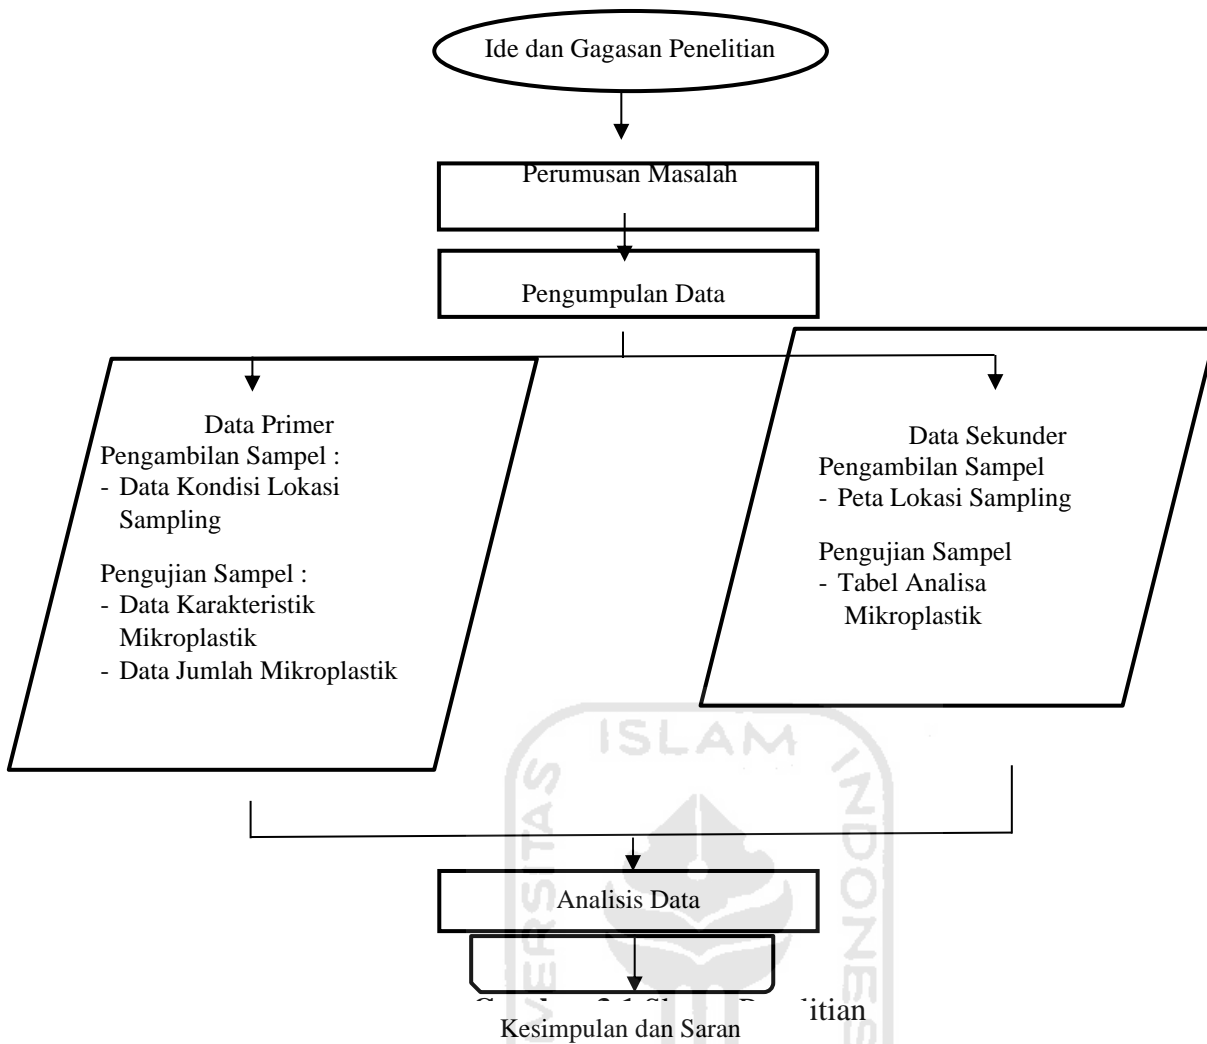 Ide dan Gagasan Penelitian
Perumusan Masalah
Pengumpulan Data
Data Primer
Pengambilan Sampel :
- Data Kondisi Lokasi
Sampling
Pengujian Sampel :
- Data Karakteristik
Mikroplastik
- Data Jumlah Mikroplastik
Data Sekunder
Pengambilan Sampel
- Peta Lokasi Sampling
Pengujian Sampel
- Tabel Analisa
Mikroplastik
ISLAM
Analisis Data
itian
Kesimpulan dan Saran